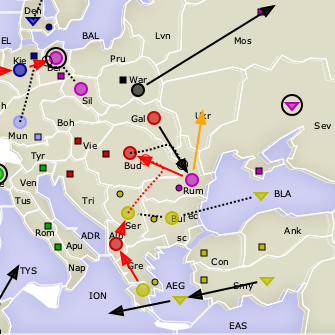 Den
EL
BAL
Lvn
Mos
Kie
Ber
Pru
War
Sil
h
Gal
Ukr
Sev
Boh
Mun
Vie
Tyr
Bud
Ven
Rum
Tus
Tri
Ser
Bul
ec
BLA
sc
Rom
ADR
Alb
Ank
Apu
Nap
Gre
Con
TYS
ION
AEG
Smy
EAS